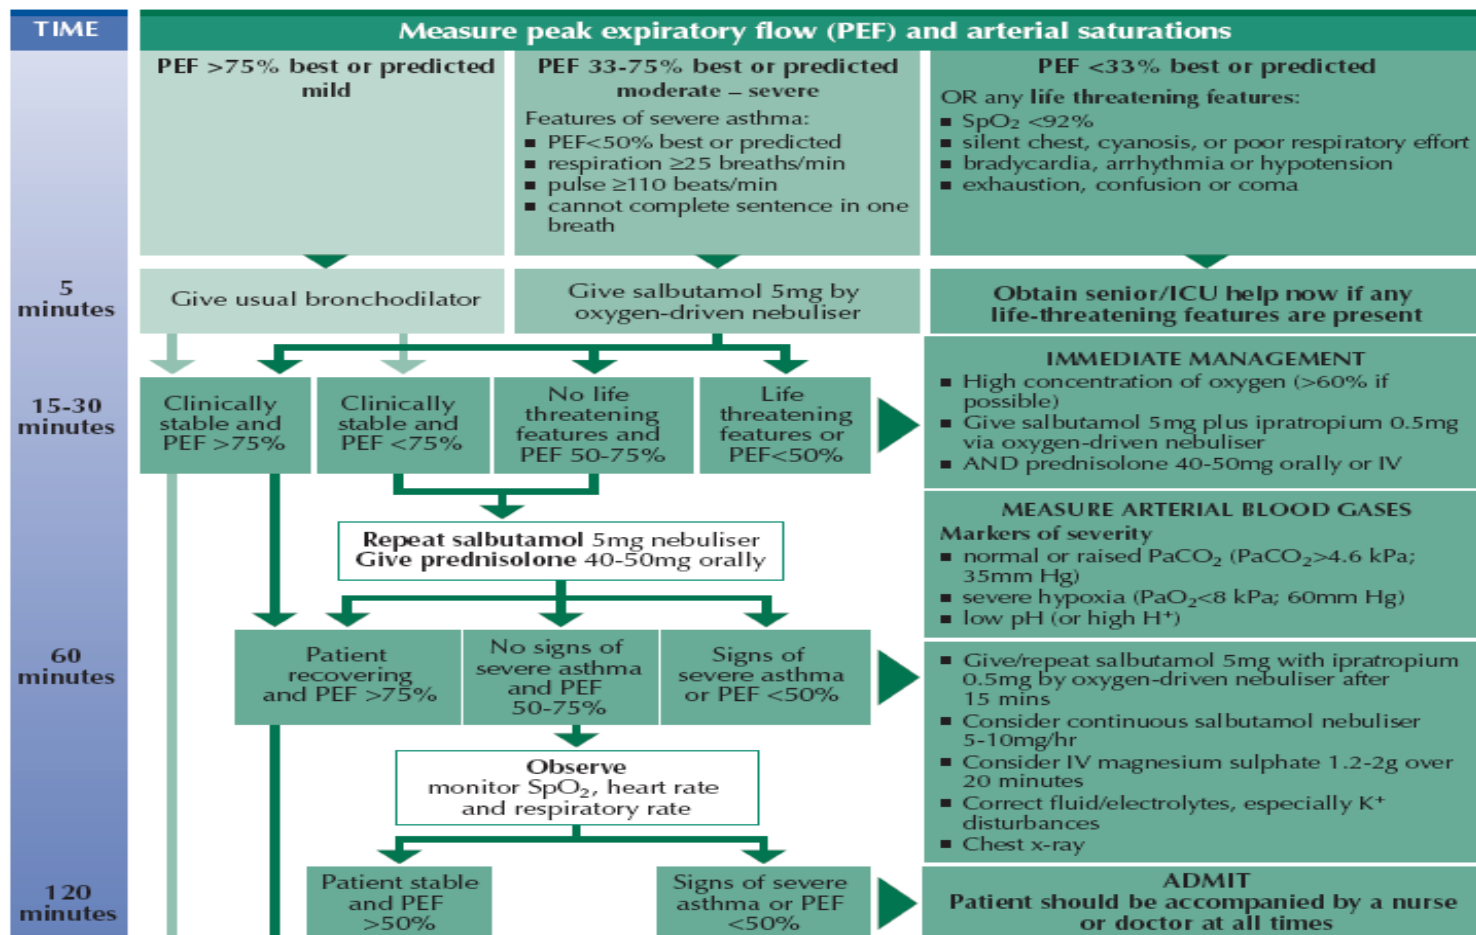 TIME
Measure peak expiratory flow (PEF) and arterial saturations
PEF >75% best or predicted
mild
PEF 33-75% best or predicted
moderate – severe
Features of severe asthma:
▪ PEF<50% best or predicted
▪ respiration ≥25 breaths/min
▪ pulse ≥110 beats/min
▪ cannot complete sentence in one
breath
PEF <33% best or predicted
OR any life threatening features:
▪ SpO₂ <92%
▪ silent chest, cyanosis, or poor respiratory effort
▪ bradycardia, arrhythmia or hypotension
▪ exhaustion, confusion or coma
5
minutes
Give usual bronchodilator
Give salbutamol 5mg by
oxygen-driven nebuliser
Obtain senior/ICU help now if any
life-threatening features are present
15-30
minutes
Clinically
stable and
PEF >75%
Clinically
stable and
PEF <75%
No life
threatening
features and
PEF 50-75%
Life
threatening
features or
PEF<50%
IMMEDIATE MANAGEMENT
▪ High concentration of oxygen (>60% if
possible)
▪ Give salbutamol 5mg plus ipratropium 0.5mg
via oxygen-driven nebuliser
▪ AND prednisolone 40-50mg orally or IV
Repeat salbutamol 5mg nebuliser
Give prednisolone 40-50mg orally
MEASURE ARTERIAL BLOOD GASES
Markers of severity
▪ normal or raised PaCO₂ (PaCO₂>4.6 kPa;
35mm Hg)
▪ severe hypoxia (PaO₂<8 kPa; 60mm Hg)
▪ low pH (or high H⁺)
60
minutes
Patient
recovering
and PEF >75%
No signs of
severe asthma
and PEF
50-75%
Signs of
severe asthma
or PEF <50%
▪ Give/repeat salbutamol 5mg with ipratropium
0.5mg by oxygen-driven nebuliser after
15 mins
▪ Consider continuous salbutamol nebuliser
5-10mg/hr
▪ Consider IV magnesium sulphate 1.2-2g over
20 minutes
▪ Correct fluid/electrolytes, especially K⁺
disturbances
▪ Chest x-ray
Observe
monitor SpO₂, heart rate
and respiratory rate
120
minutes
Patient stable
and PEF
>50%
Signs of severe
asthma or PEF
<50%
ADMIT
Patient should be accompanied by a nurse
or doctor at all times